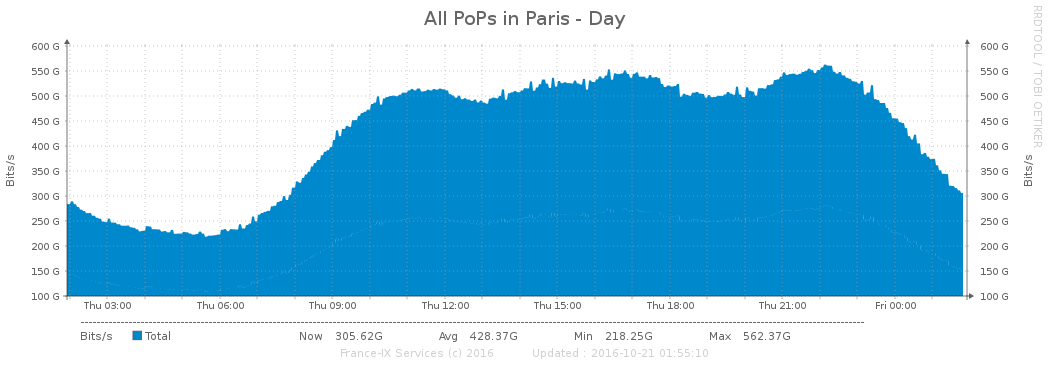 All PoPs in Paris - Day
RRDTOOL / TOBI OETIKER
Bits/s
600 G 600 G
550 G 550 G
500 G 500 G
450 G 450 G
400 G 400 G
350 G 350 G
300 G 300 G
250 G 250 G
200 G 200 G
150 G 150 G
100 G 100 G
Bits/s
Thu 03:00 Thu 06:00 Thu 09:00 Thu 12:00 Thu 15:00 Thu 18:00 Thu 21:00 Fri 00:00
Bits/s Total Now 305.62G Avg 428.37G Min 218.25G Max 562.37G
France-IX Services (c) 2016 Updated : 2016-10-21 01:55:10